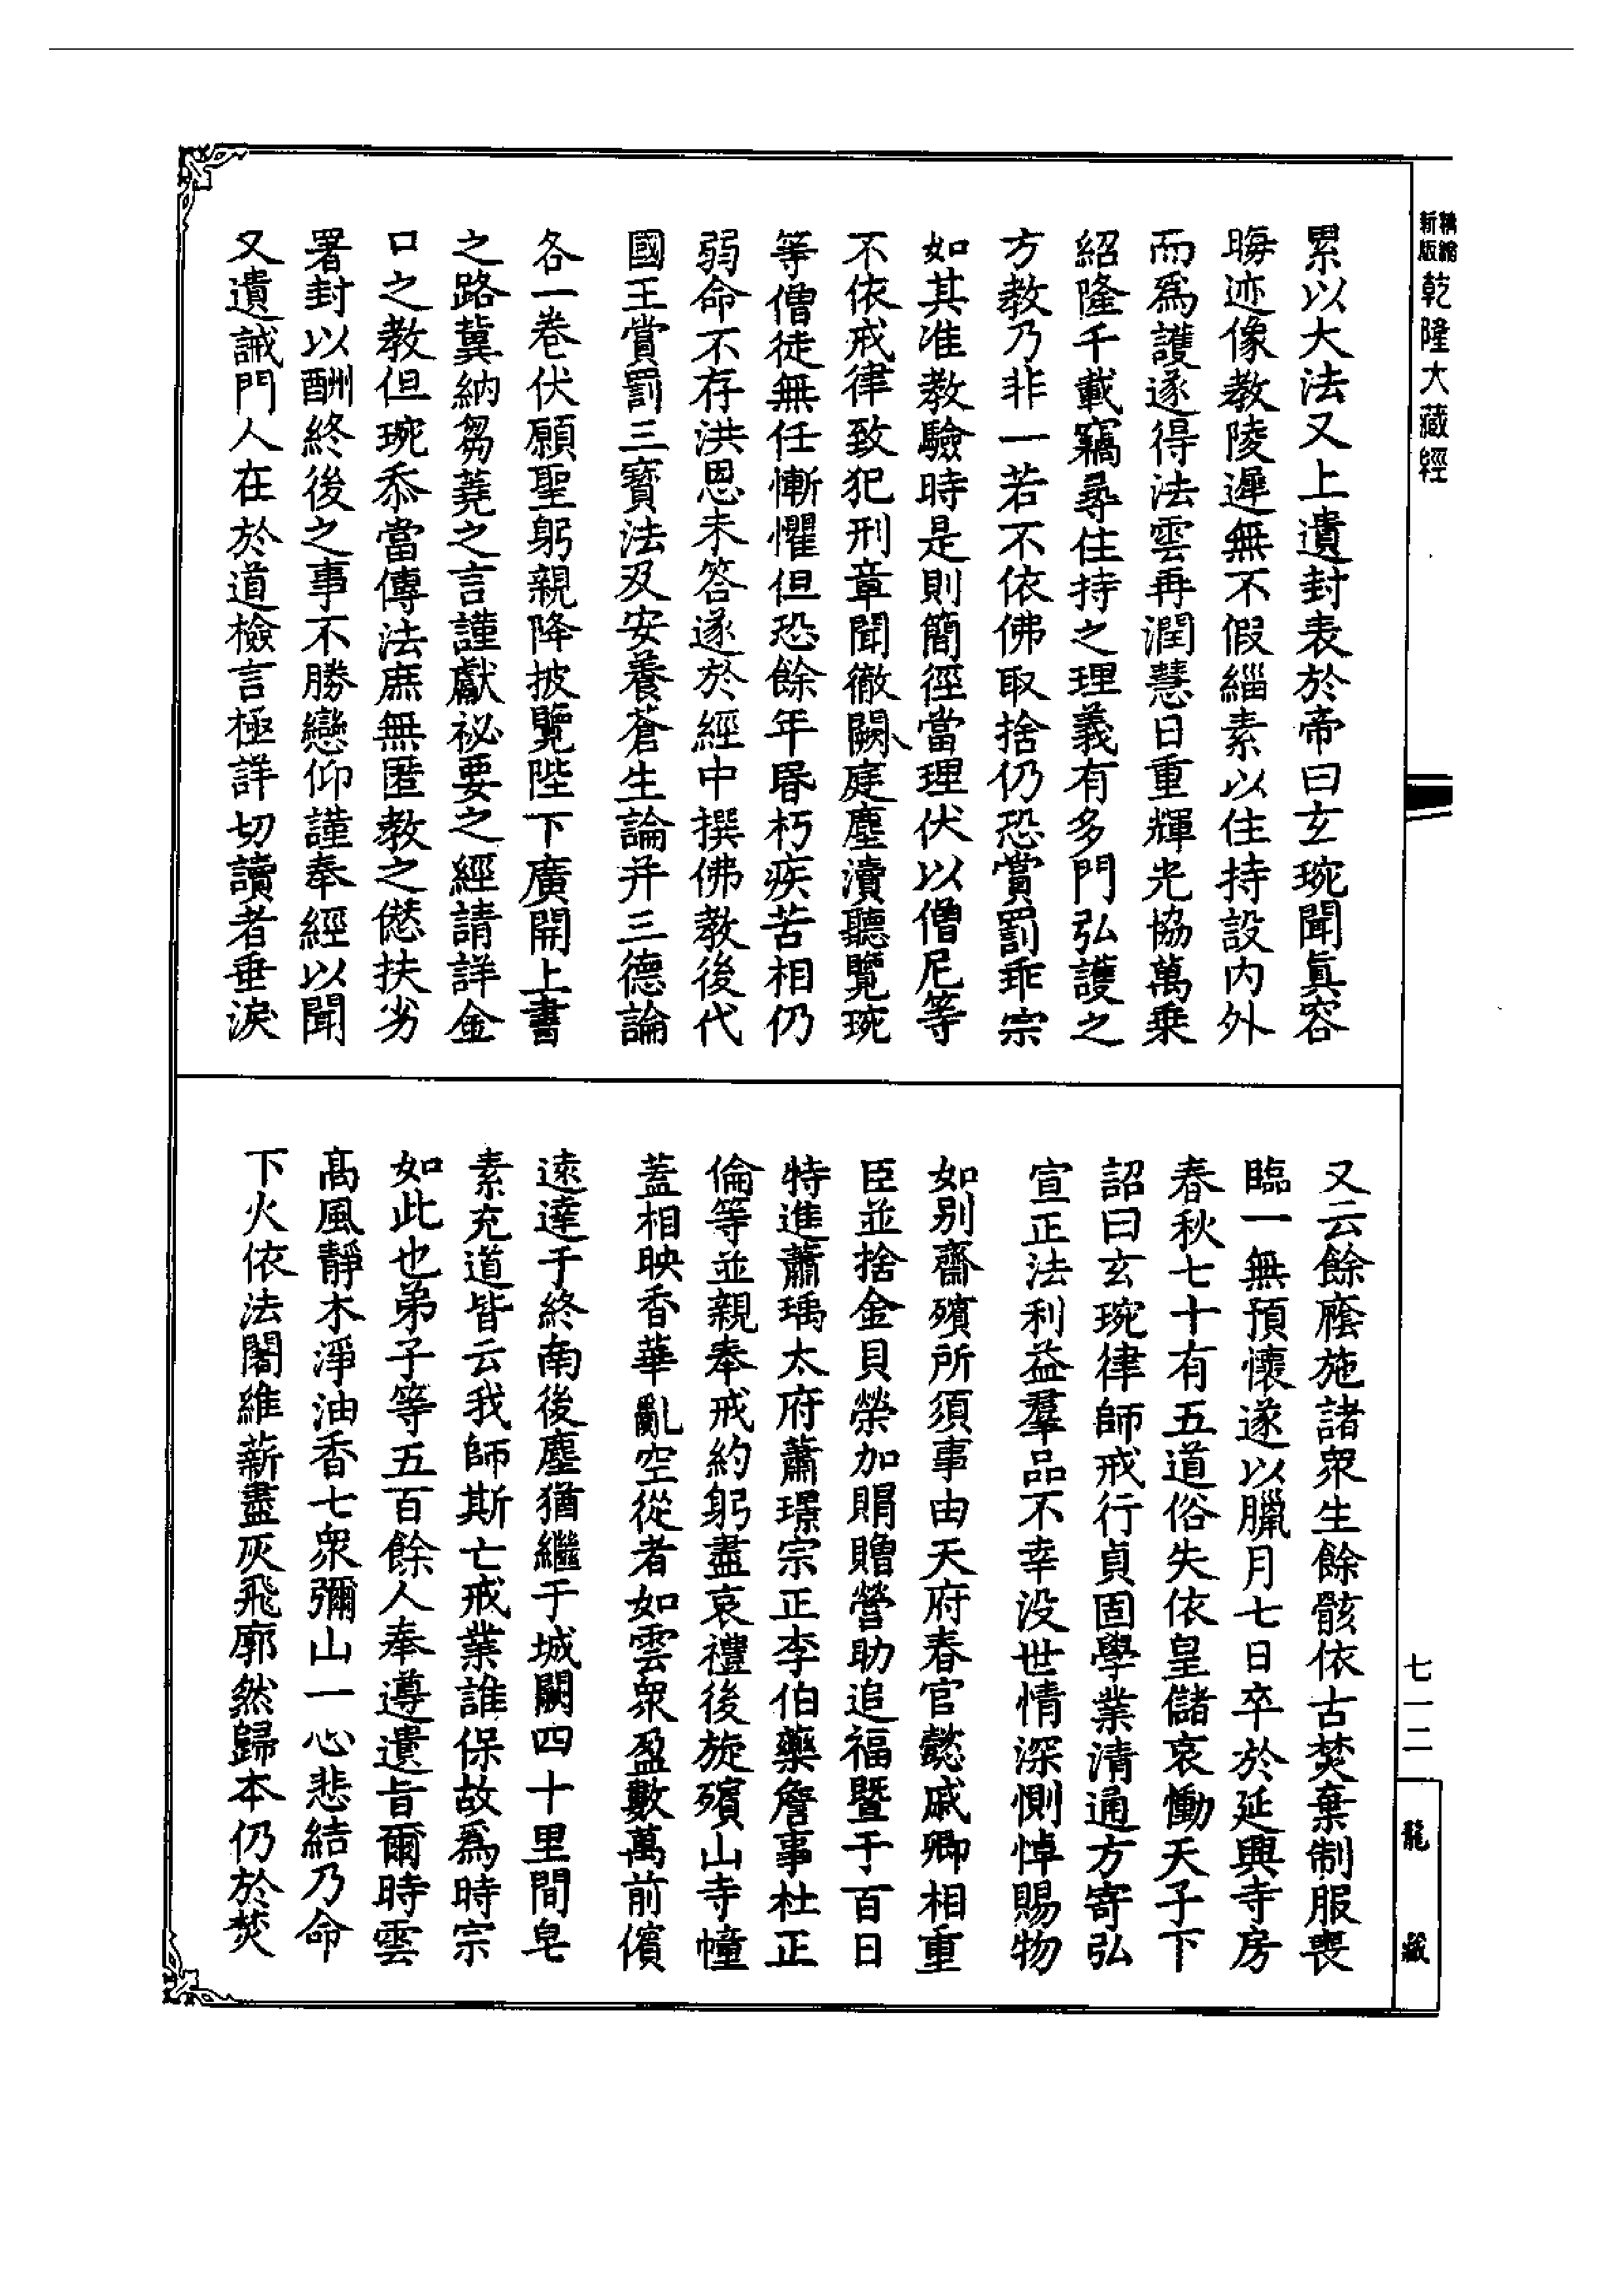 精縮新版乾隆大藏經
累以大法又上遺封表於帝曰玄琬聞真容
晦迹像教陵遲無不假緇素以住持設内外
而為護遂得法雲再潤慧日重輝光協萬乗
紹隆千載竊尋住持之理義有多門弘護之
方教乃非一若不依佛取捨仍恐賞罰乖宗
如其准教驗時是則簡徑當理伏以僧尼等
不依戒律致犯刑章聞徹闕庭塵瀆聽覽琬
等僧徒無任慚懼但恐餘年昬朽疾苦相仍
弱命不存洪恩未答遂於經中撰佛教後代
國王賞罰三寳法及安養蒼生論并三德論
各一巻伏願聖躬親降披覽陛下廣開上書
之路冀納芻蕘之言謹獻祕要之經請詳金
口之教但琬忝當傳法庶無匿教之愆扶劣
署封以酬終後之事不勝戀仰謹奉經以聞
又遺誡門人在於道檢言極詳切讀者垂淚
又云餘廕施諸衆生餘骸依古焚棄制服喪
臨一無預懷遂以臘月七日卒於延興寺房
春秋七十有五道俗失依皇儲哀慟天子下
詔曰玄琬律師戒行貞固學業清通方寄弘
宣正法利益羣品不幸没世情深惻悼賜物
如别齋殯所須事由天府春官懿戚卿相重
臣並捨金貝榮加賵贈營助追福暨于百日
特進蕭瑀太府蕭璟宗正李伯藥詹事杜正
倫等並親奉戒約躬盡哀禮後旋殯山寺幢
蓋相映香華亂空從者如雲衆盈數萬前儐
逺達于終南後塵猶繼于城闕四十里間皂
素充道皆云我師斯亡戒業誰保故為時宗
如此也弟子等五百餘人奉遵遺旨爾時雲
髙風靜木淨油香七衆彌山一心悲結乃命
下火依法闍維薪盡灰飛廓然歸本仍於焚
七一二
龍藏